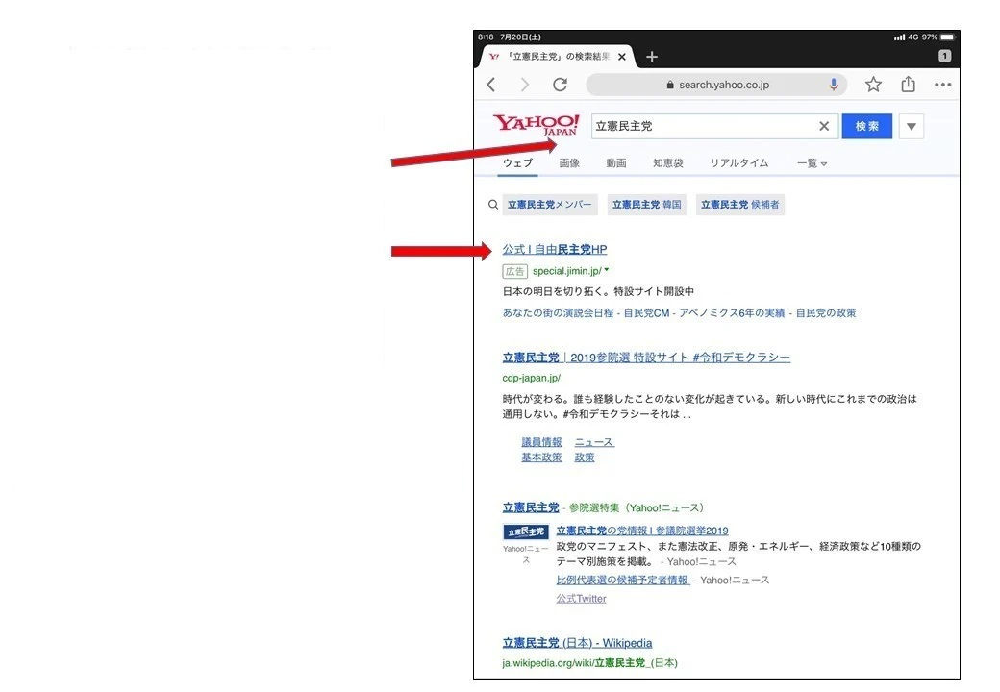 8:18 7月20日(土)
4G 97%
Y! 「立憲民主党」の検索結果
1
search.yahoo.co.jp
YAHOO! JAPAN
立憲民主党
検索
ウェブ 画像 動画 知恵袋 リアルタイム 一覧
立憲民主党メンバー 立憲民主党 韓国 立憲民主党 候補者
公式 | 自由民主党HP
広告 special.jimin.jp/
日本の明日を切り拓く。特設サイト開設中
あなたの街の演説会日程 - 自民党CM - アベノミクス6年の実績 - 自民党の政策
立憲民主党｜2019参院選 特設サイト #令和デモクラシー
cdp-japan.jp/
時代が変わる。誰も経験したことのない変化が起きている。新しい時代にこれまでの政治は
通用しない。#令和デモクラシーそれは ...
議員情報 ニュース
基本政策 政策
立憲民主党 - 参院選特集（Yahoo!ニュース）
立憲民主党
Yahoo!ニュー
ス
立憲民主党の党情報 | 参議院選挙2019
政党のマニフェスト、また憲法改正、原発・エネルギー、経済政策など10種類の
テーマ別施策を掲載。 - Yahoo!ニュース
比例代表選の候補予定者情報 - Yahoo!ニュース
公式Twitter
立憲民主党 (日本) - Wikipedia
ja.wikipedia.org/wiki/立憲民主党_(日本)